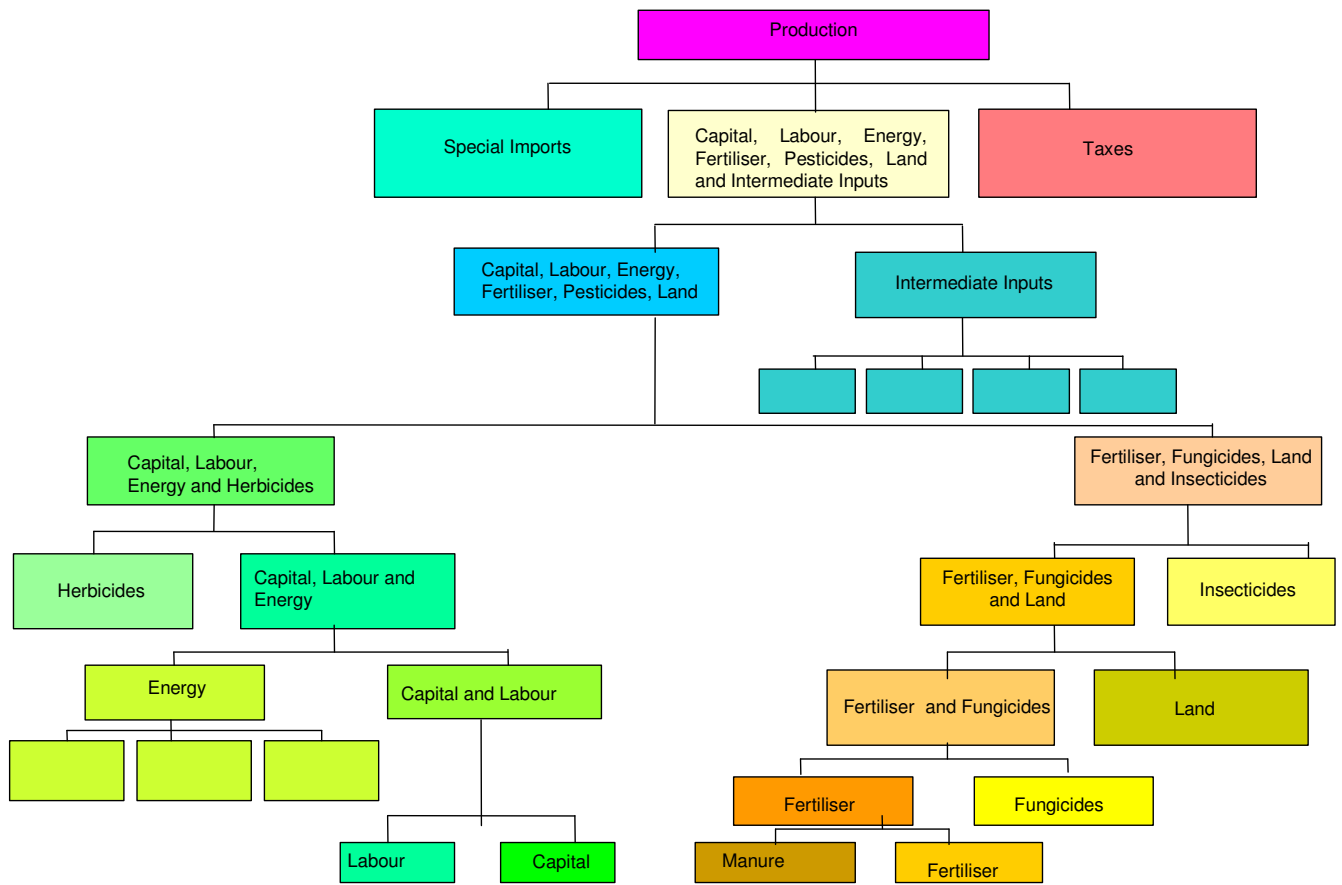 Production
Special Imports
Capital, Labour, Energy,
Fertiliser, Pesticides, Land
and Intermediate Inputs
Taxes
Capital, Labour, Energy,
Fertiliser, Pesticides, Land
Intermediate Inputs
Capital, Labour,
Energy and Herbicides
Fertiliser, Fungicides, Land
and Insecticides
Herbicides
Capital, Labour and
Energy
Fertiliser, Fungicides
and Land
Insecticides
Energy
Capital and Labour
Fertiliser and Fungicides
Land
Fertiliser
Fungicides
Labour
Capital
Manure
Fertiliser